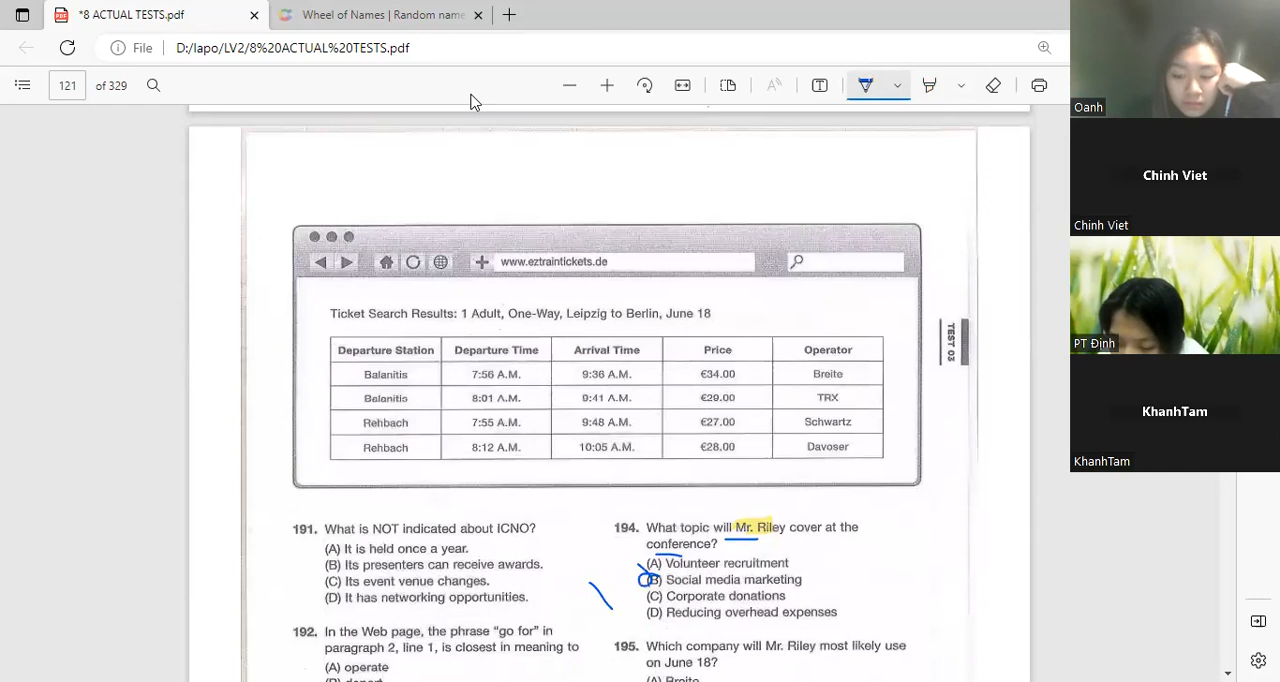 *8 ACTUAL TESTS.pdf
Wheel of Names | Random name
File
D:/lapo/LV2/8%20ACTUAL%20TESTS.pdf
121 of 329
www.eztraintickets.de
Ticket Search Results: 1 Adult, One-Way, Leipzig to Berlin, June 18
Departure Station Departure Time Arrival Time Price Operator
Balanitis 7:56 A.M. 9:36 A.M. €34.00 Breite
Balanitis 8:01 A.M. 9:41 A.M. €29.00 TRX
Rehbach 7:55 A.M. 9:48 A.M. €27.00 Schwartz
Rehbach 8:12 A.M. 10:05 A.M. €28.00 Davoser
TEST 03
191. What is NOT indicated about ICNO?
(A) It is held once a year.
(B) Its presenters can receive awards.
(C) Its event venue changes.
(D) It has networking opportunities.
192. In the Web page, the phrase "go for" in
paragraph 2, line 1, is closest in meaning to
(A) operate
(B) depart
194. What topic will Mr. Riley cover at the
conference?
(A) Volunteer recruitment
(B) Social media marketing
(C) Corporate donations
(D) Reducing overhead expenses
195. Which company will Mr. Riley most likely use
on June 18?
(A) Breite
Oanh
Chinh Viet
Chinh Viet
PT Định
KhanhTam
KhanhTam